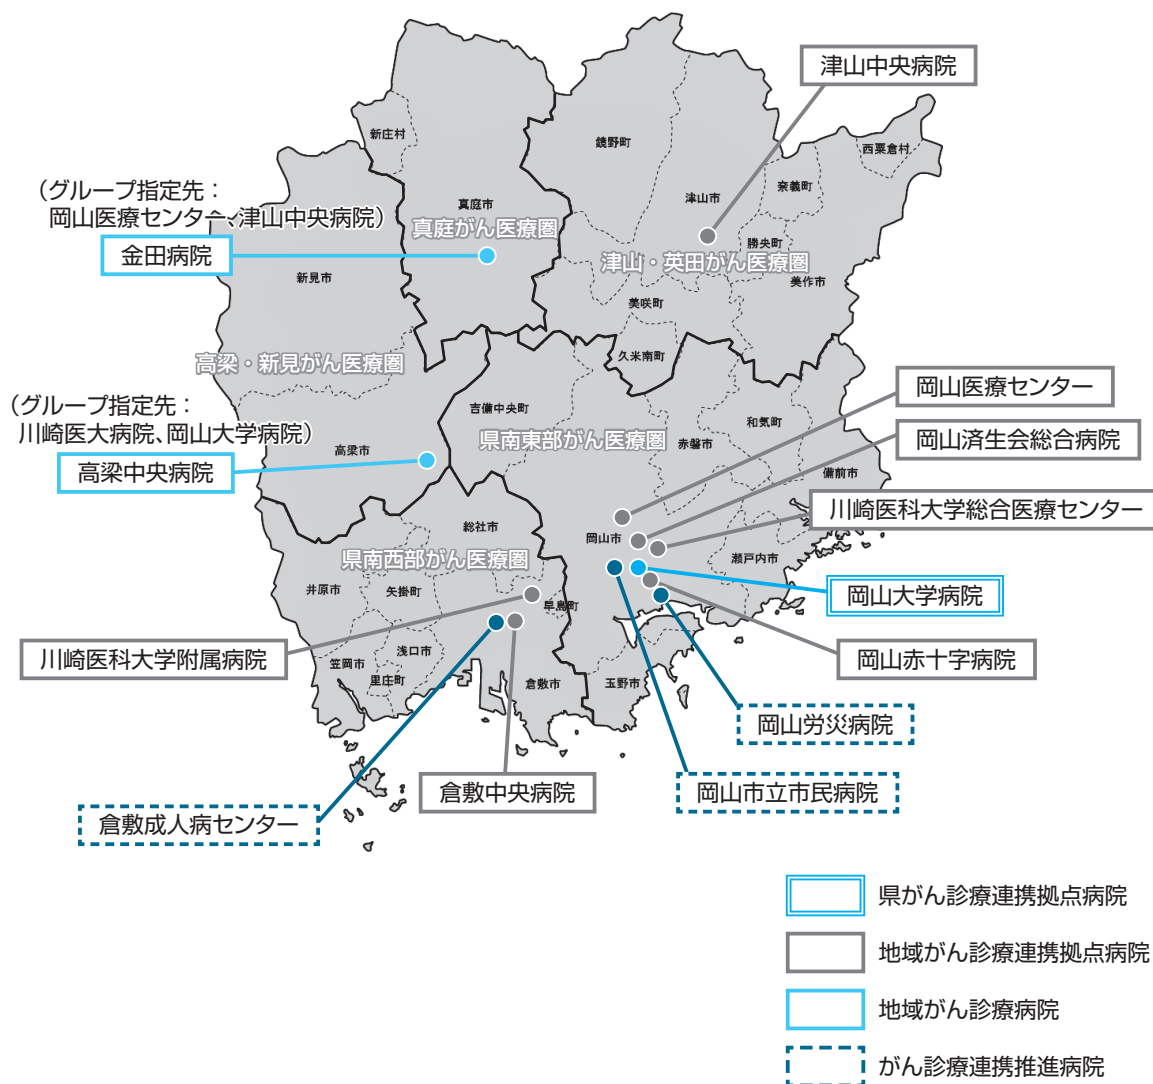 津山中央病院
新庄村
鏡野町
西粟倉村
奈義町
(グループ指定先：
岡山医療センター、津山中央病院)
真庭市
津山市
真庭がん医療圏
勝央町
金田病院
津山・英田がん医療圏
新見市
美作市
美咲町
高梁・新見がん医療圏
久米南町
岡山医療センター
(グループ指定先：
川崎医大病院、岡山大学病院)
吉備中央町
和気町
県南東部がん医療圏
赤磐市
岡山済生会総合病院
高梁市
高梁中央病院
備前市
川崎医科大学総合医療センター
総社市
岡山市
県南西部がん医療圏
瀬戸内市
井原市
矢掛町
岡山大学病院
早島町
川崎医科大学附属病院
浅口市
岡山赤十字病院
笠岡市
里庄町
倉敷市
玉野市
岡山労災病院
倉敷中央病院
岡山市立市民病院
倉敷成人病センター
県がん診療連携拠点病院
地域がん診療連携拠点病院
地域がん診療病院
がん診療連携推進病院